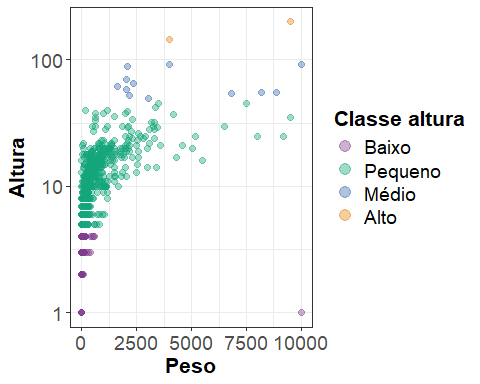 100
10
1
Altura
0
2500
5000
7500
10000
Peso
Classe altura
Baixo
Pequeno
Médio
Alto